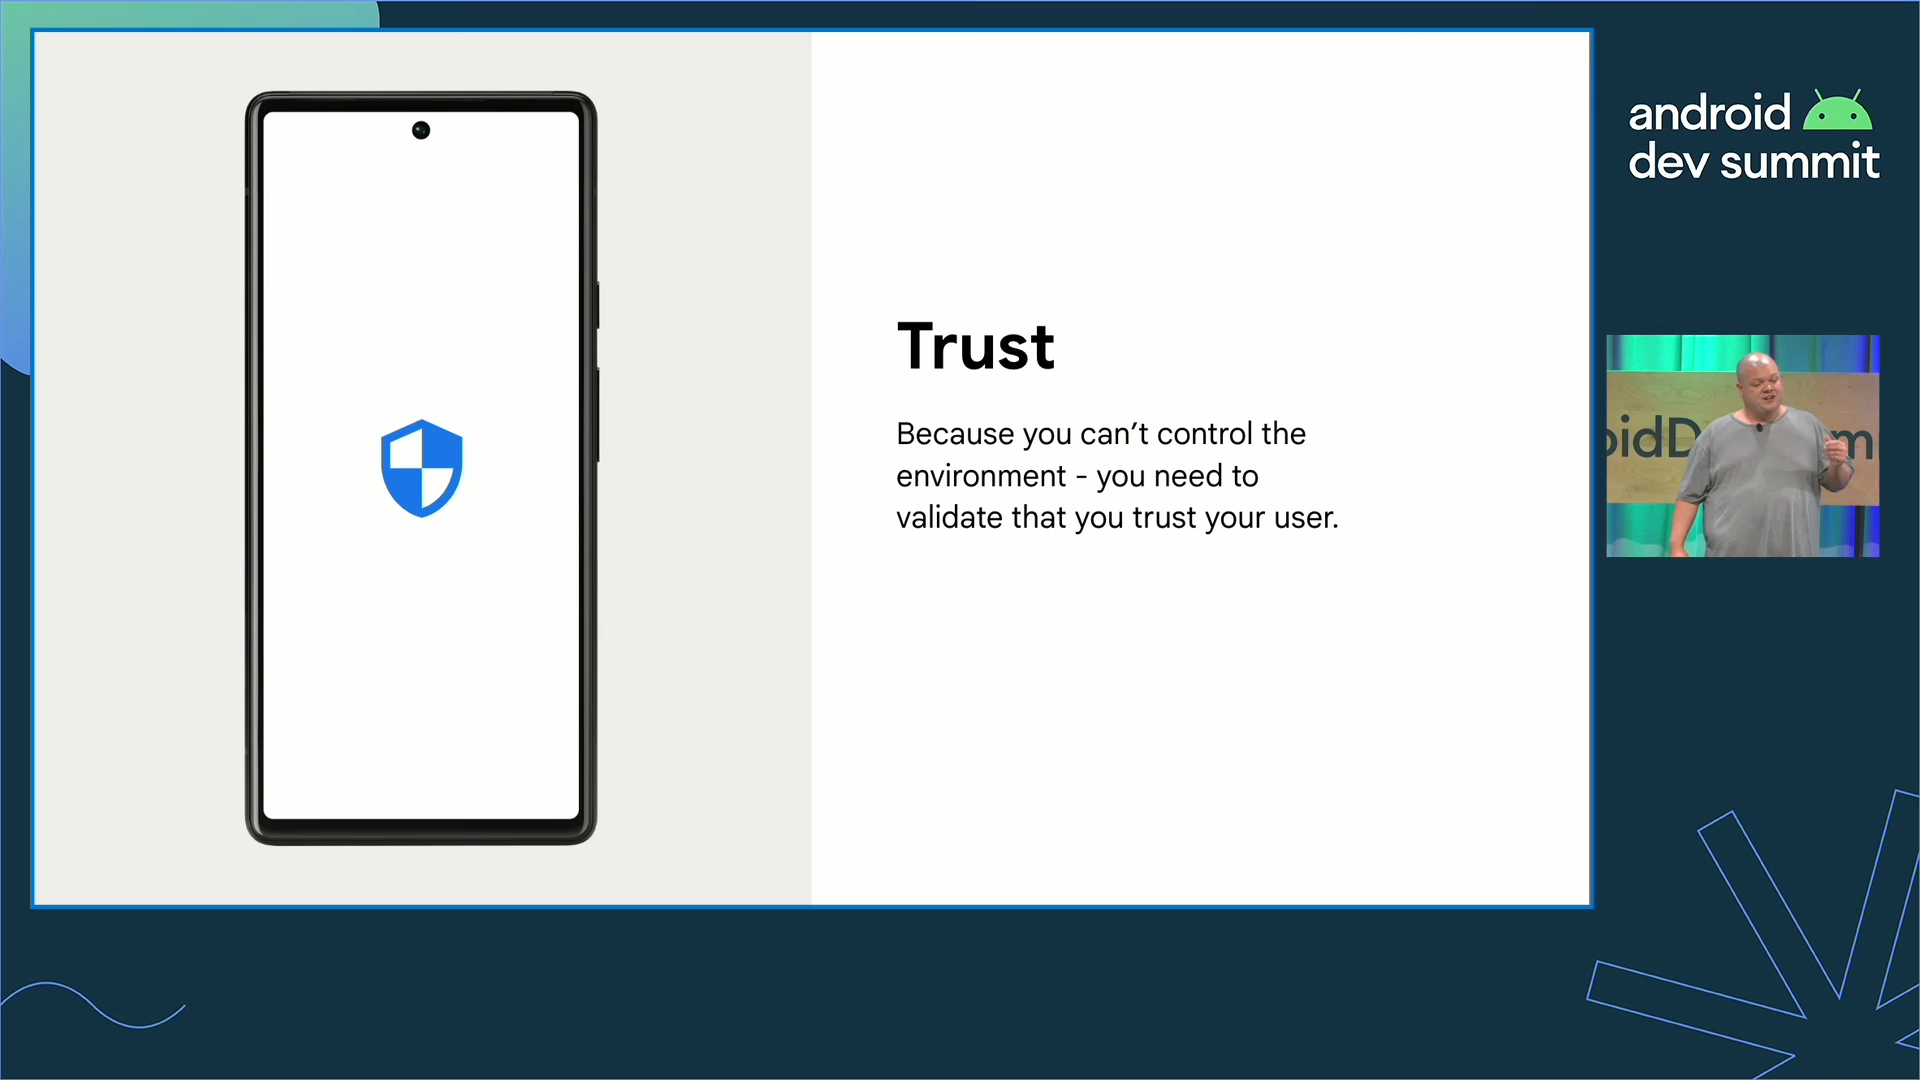 android
dev summit
Trust
Because you can’t control the
environment - you need to
validate that you trust your user.
oidD
m